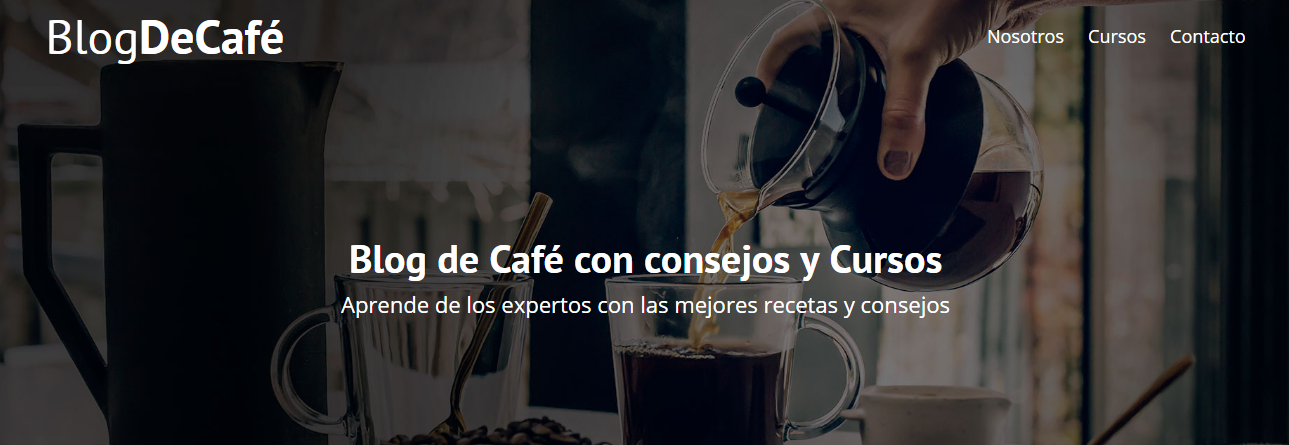 BlogDeCafé
Nosotros Cursos Contacto
Blog de Café con consejos y Cursos
Aprende de los expertos con las mejores recetas y consejos